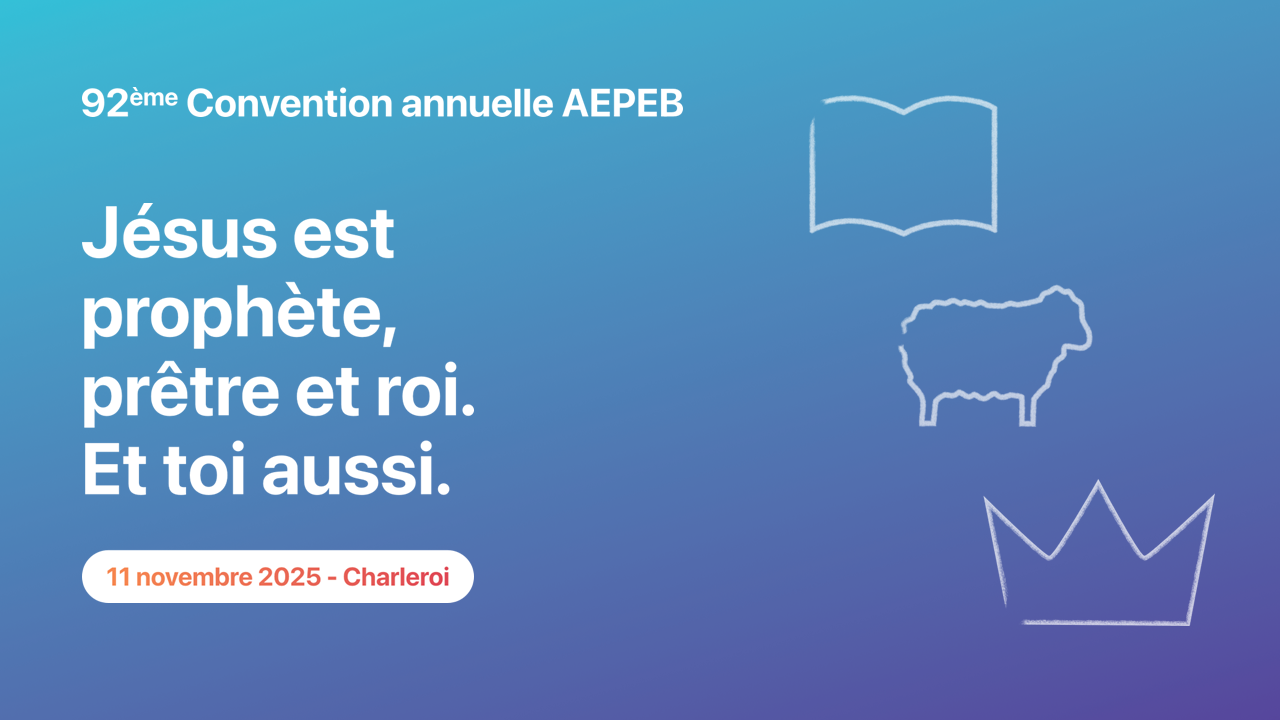 92ème Convention annuelle AEPEB
Jésus est
prophète,
prêtre et roi.
Et toi aussi.
11 novembre 2025 - Charleroi